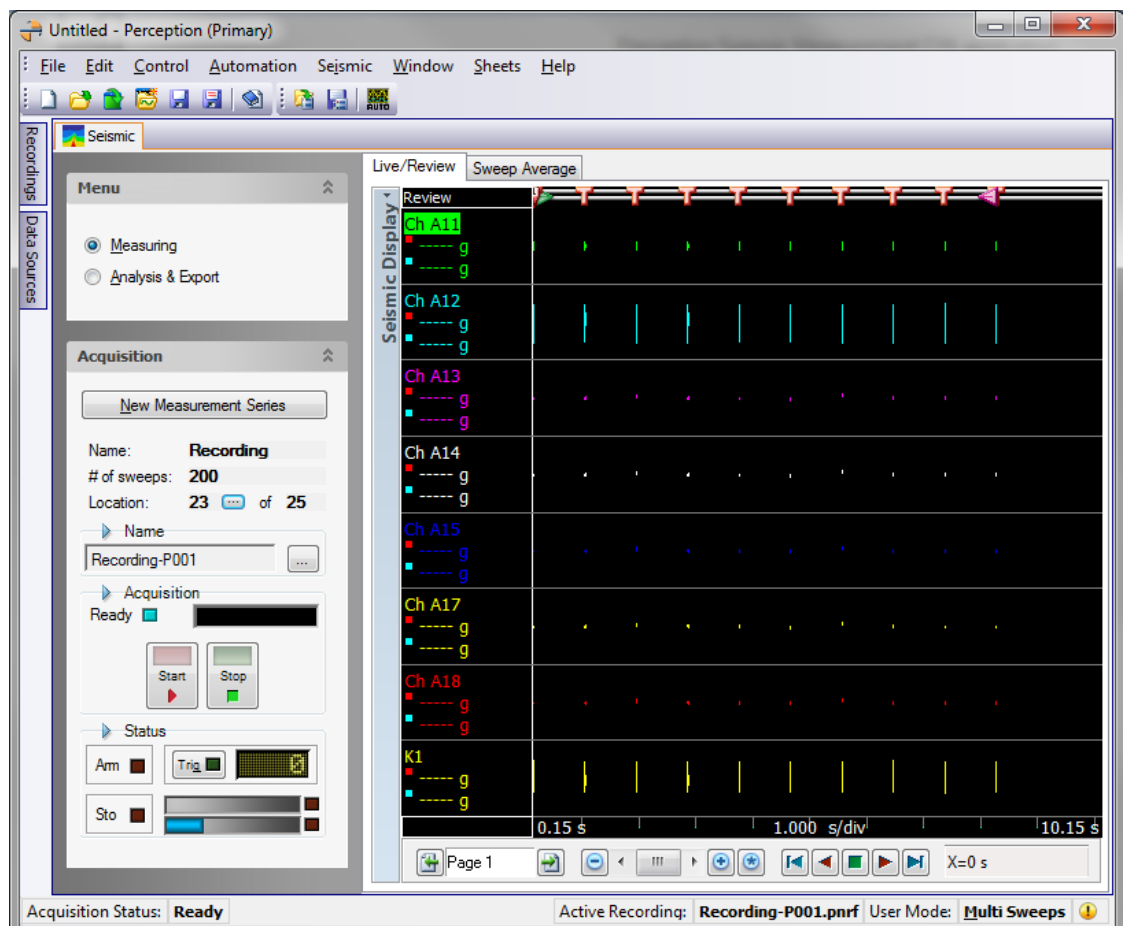 Untitled - Perception (Primary)
File Edit Control Automation Seismic Window Sheets Help
AUTO
Recordings
Data Sources
Seismic
Menu
Measuring
Analysis & Export
Acquisition
New Measurement Series
Name: Recording
# of sweeps: 200
Location: 23 ... of 25
Name
Recording-P001 ...
Acquisition
Ready
Start Stop
Status
Arm Trig 0
Sto
Live/Review Sweep Average
Seismic Display
Review
Ch A11
----- g
----- g
Ch A12
----- g
----- g
Ch A13
----- g
----- g
Ch A14
----- g
----- g
Ch A15
----- g
----- g
Ch A17
----- g
----- g
Ch A18
----- g
----- g
K1
----- g
----- g
T T T T T T T T
0.15 s 1.000 s/div 10.15 s
Page 1 X=0 s
Acquisition Status: Ready Active Recording: Recording-P001.pnrf User Mode: Multi Sweeps